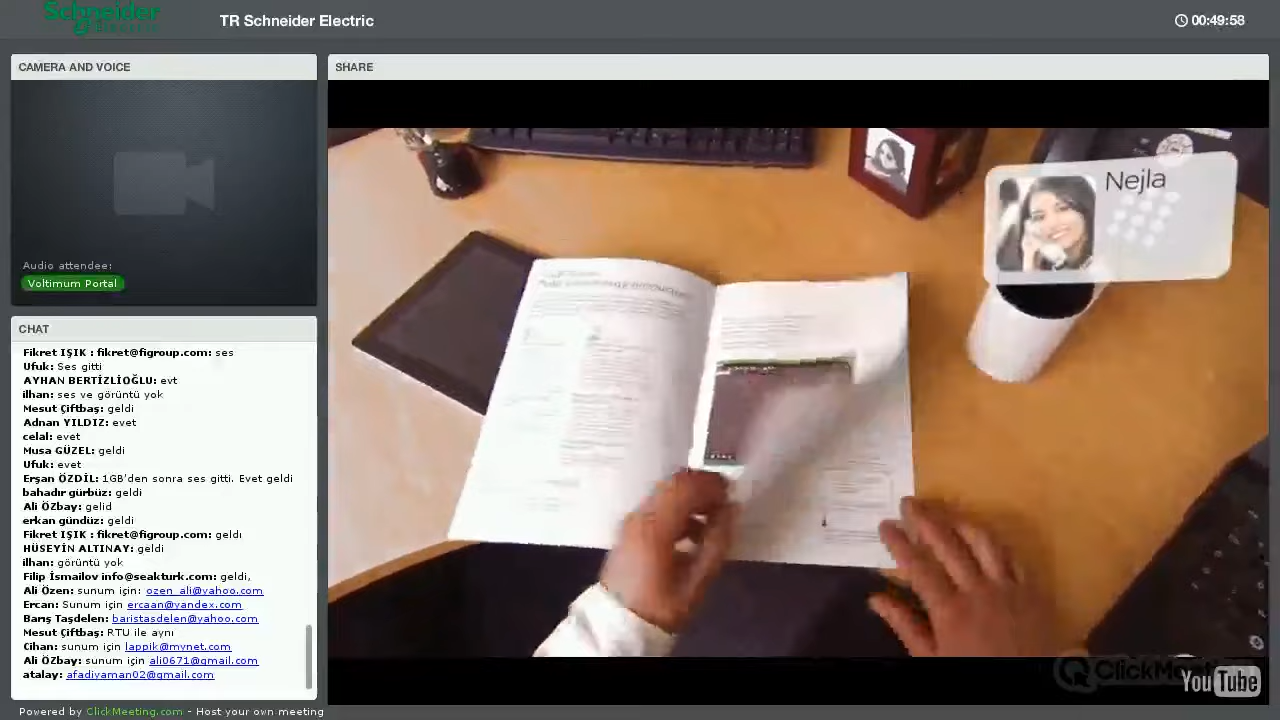 Schneider
Electric
TR Schneider Electric
00:49:58
CAMERA AND VOICE
Audio attendee:
Voltimum Portal
CHAT
Fikret IŞIK : fikret@figroup.com: ses
Ufuk: Ses gitti
AYHAN BERTİZLİOĞLU: evt
ilhan: ses ve görüntü yok
Mesut Çiftbaş: geldi
Adnan YILDIZ: evet
celal: evet
Musa GÜZEL: geldi
Ufuk: evet
Erşan ÖZDİL: 1GB'den sonra ses gitti. Evet geldi
bahadır gürbüz: geldi
Ali ÖZbay: gelid
erkan gündüz: geldi
Fikret IŞIK : fikret@figroup.com: geldı
HÜSEYİN ALTINAY: geldi
ilhan: görüntü yok
Filip İsmailov info@seakturk.com: geldi,
Ali Özen: sunum için: ozen_ali@yahoo.com
Ercan: Sunum için ercaan@yandex.com
Barış Taşdelen: baristasdelen@yahoo.com
Mesut Çiftbaş: RTU ile aynı
Cihan: sunum için lappik@mynet.com
Ali ÖZbay: sunum için ali0671@gmail.com
atalay: afadiyaman02@gmail.com
Powered by ClickMeeting.com - Host your own meeting
SHARE
Nejla
ClickMeeting
YouTube